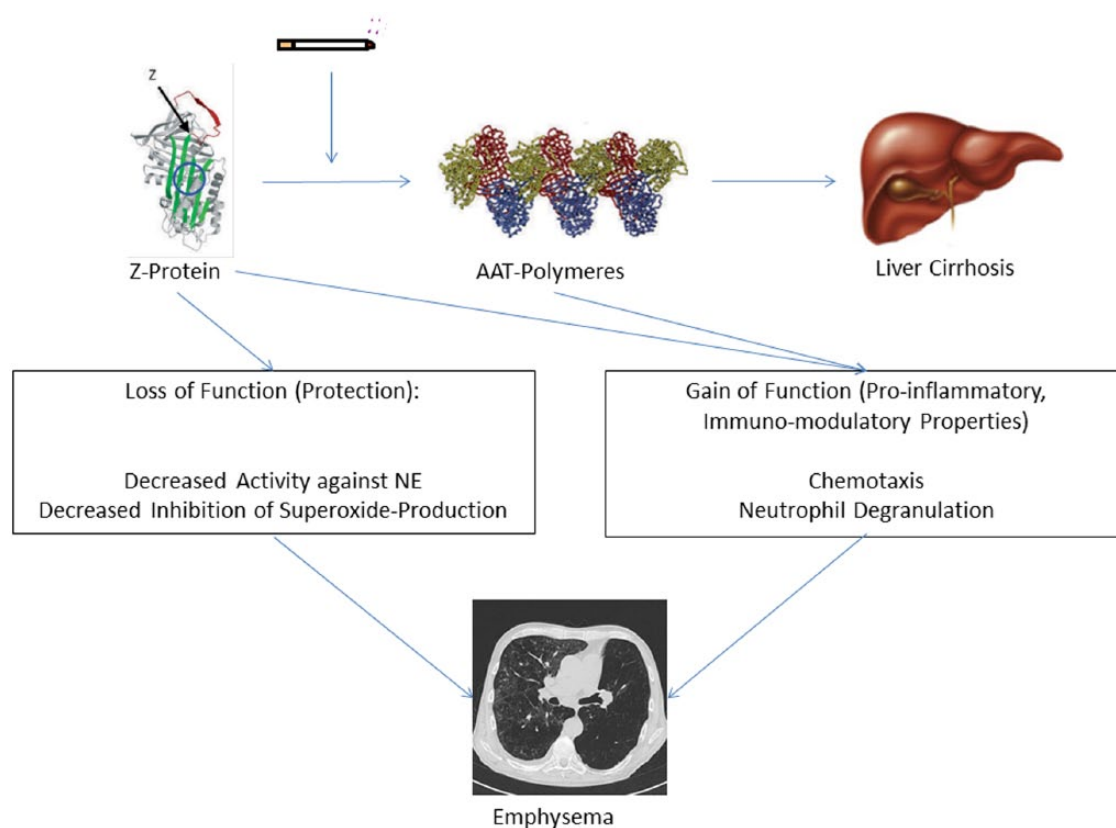 Z
Z-Protein
AAT-Polymeres
Liver Cirrhosis
Loss of Function (Protection):
Decreased Activity against NE
Decreased Inhibition of Superoxide-Production
Gain of Function (Pro-inflammatory,
Immuno-modulatory Properties)
Chemotaxis
Neutrophil Degranulation
Emphysema